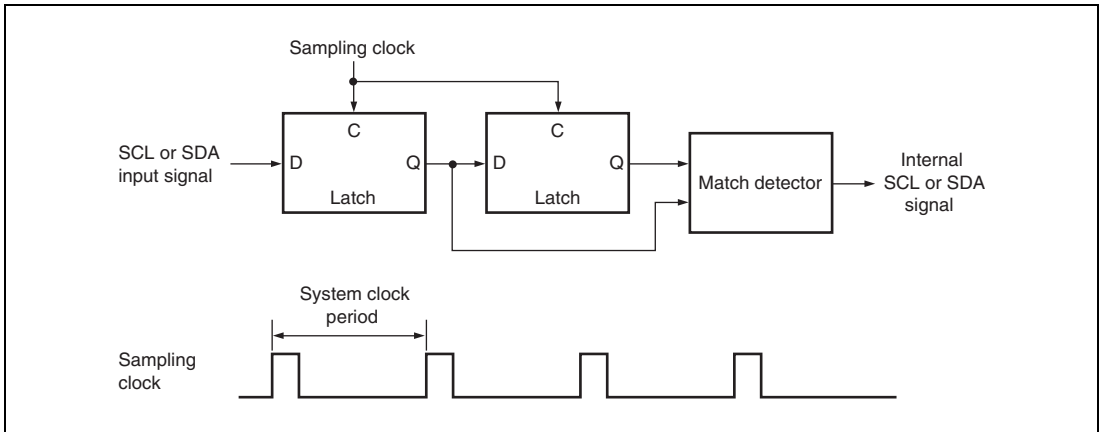 Sampling clock
SCL or SDA
input signal
C
D
Q
Latch
C
D
Q
Latch
Match detector
Internal
SCL or SDA
signal
System clock
period
Sampling
clock